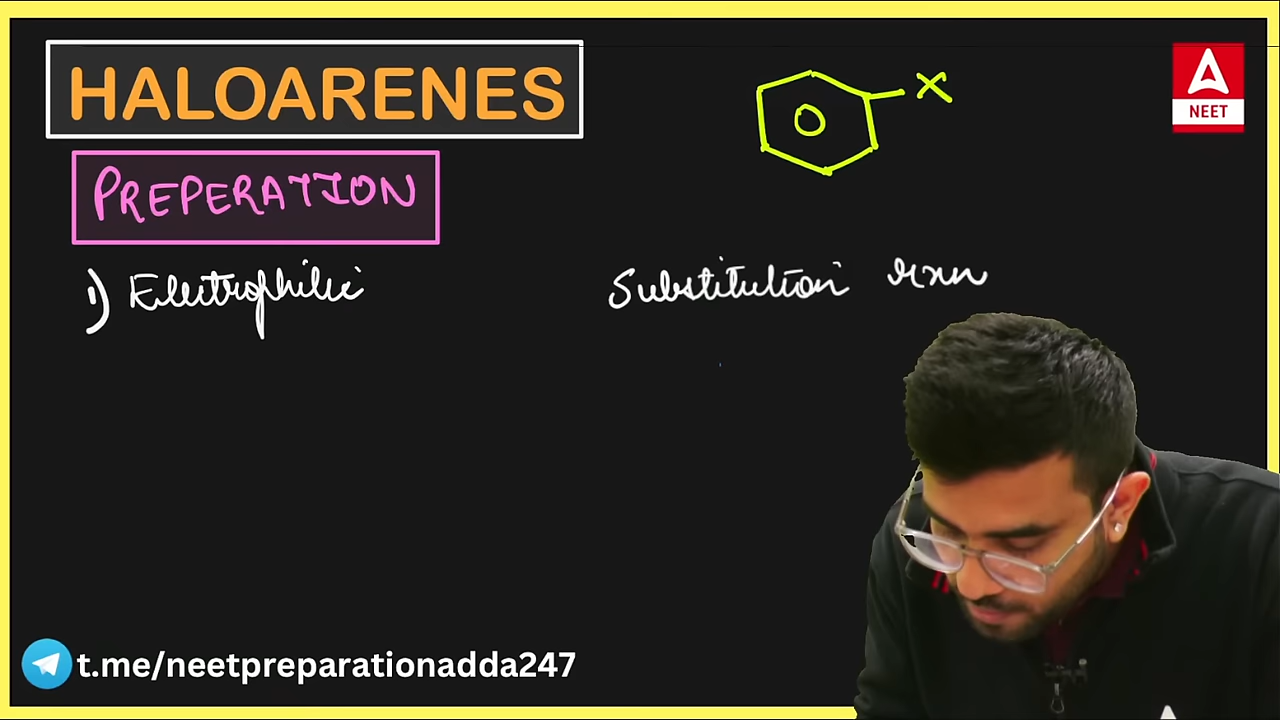 HALOARENES
X
NEET
PREPERATION
1) Electrophilic Substitution rxn
t.me/neetpreparationadda247